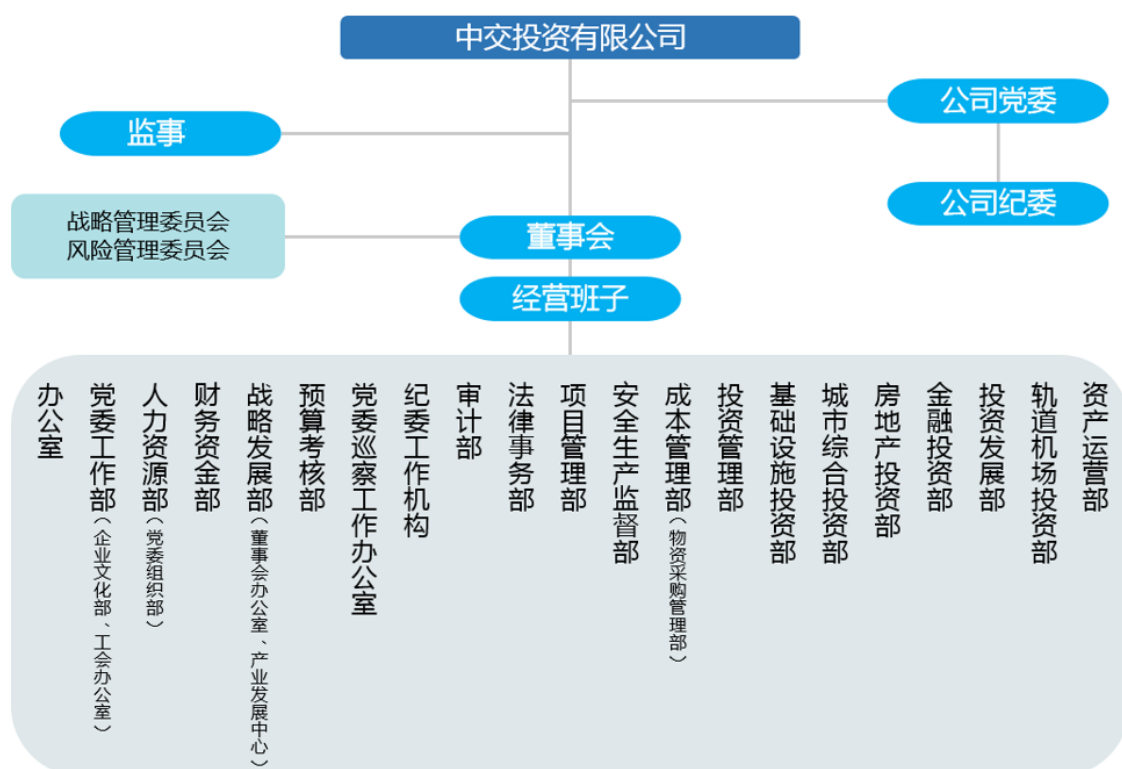 中交投资有限公司
公司党委
监事
公司纪委
战略管理委员会
风险管理委员会
董事会
经营班子
办公室
党委工作部(企业文化部、工会办公室)
人力资源部(党委组织部)
财务资金部
战略发展部(董事会办公室、产业发展中心)
预算考核部
党委巡察工作办公室
纪委工作机构
审计部
法律事务部
项目管理部
安全生产监督部
成本管理部(物资采购管理部)
投资管理部
基础设施投资部
城市综合投资部
房地产投资部
金融投资部
投资发展部
轨道机场投资部
资产运营部